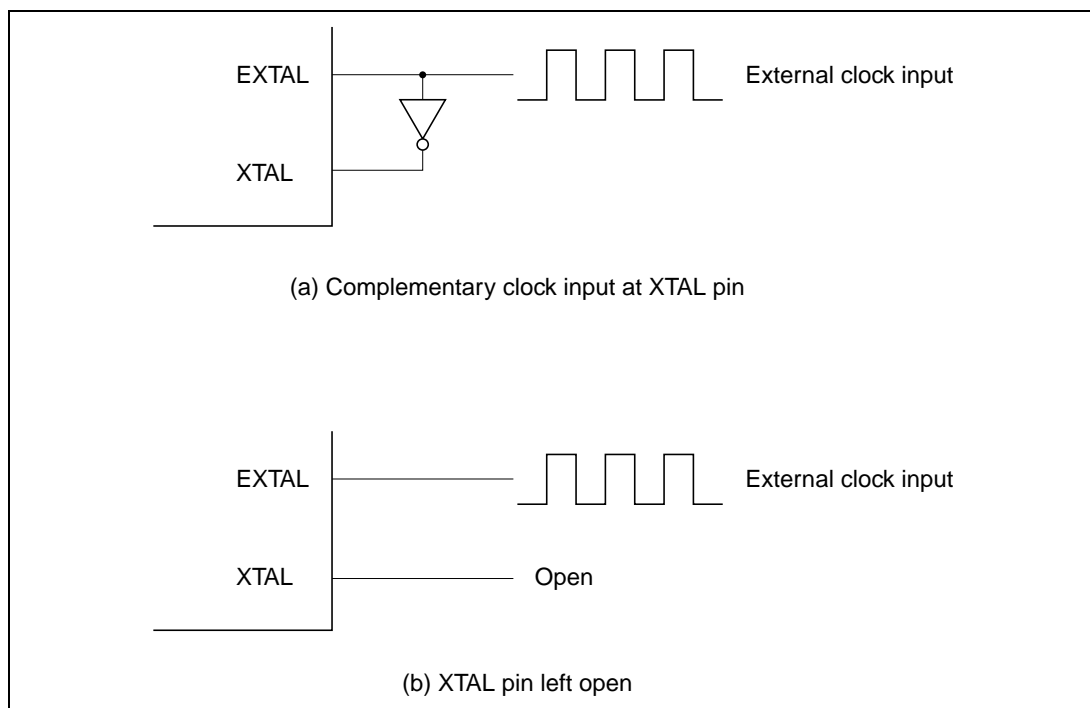 EXTAL
External clock input
XTAL
(a) Complementary clock input at XTAL pin
EXTAL
External clock input
XTAL
Open
(b) XTAL pin left open